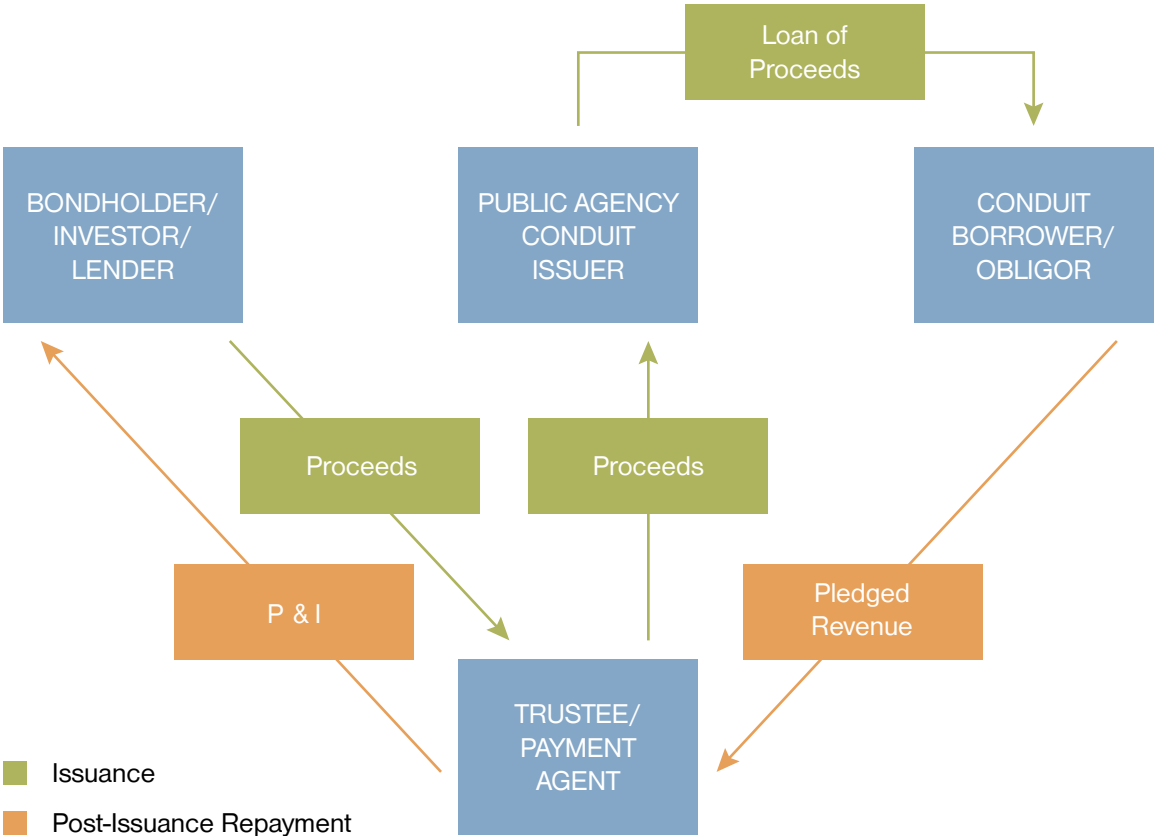 Loan of
Proceeds
BONDHOLDER/
INVESTOR/
LENDER
PUBLIC AGENCY
CONDUIT
ISSUER
CONDUIT
BORROWER/
OBLIGOR
Proceeds
Proceeds
P & I
Pledged
Revenue
TRUSTEE/
PAYMENT
AGENT
Issuance
Post-Issuance Repayment